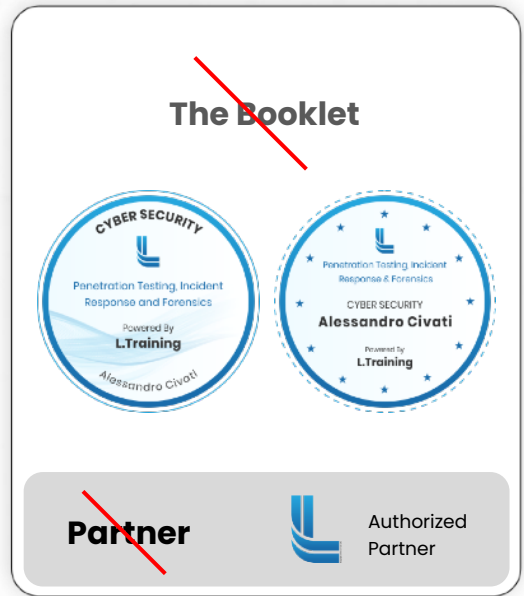 The Booklet
CYBER SECURITY
Penetration Testing, Incident
Response and Forensics
Powered By
L.Training
Alessandro Civati
Penetration Testing, Incident
Response & Forensics
CYBER SECURITY
Alessandro Civati
Powered By
L.Training
Partner
Authorized
Partner